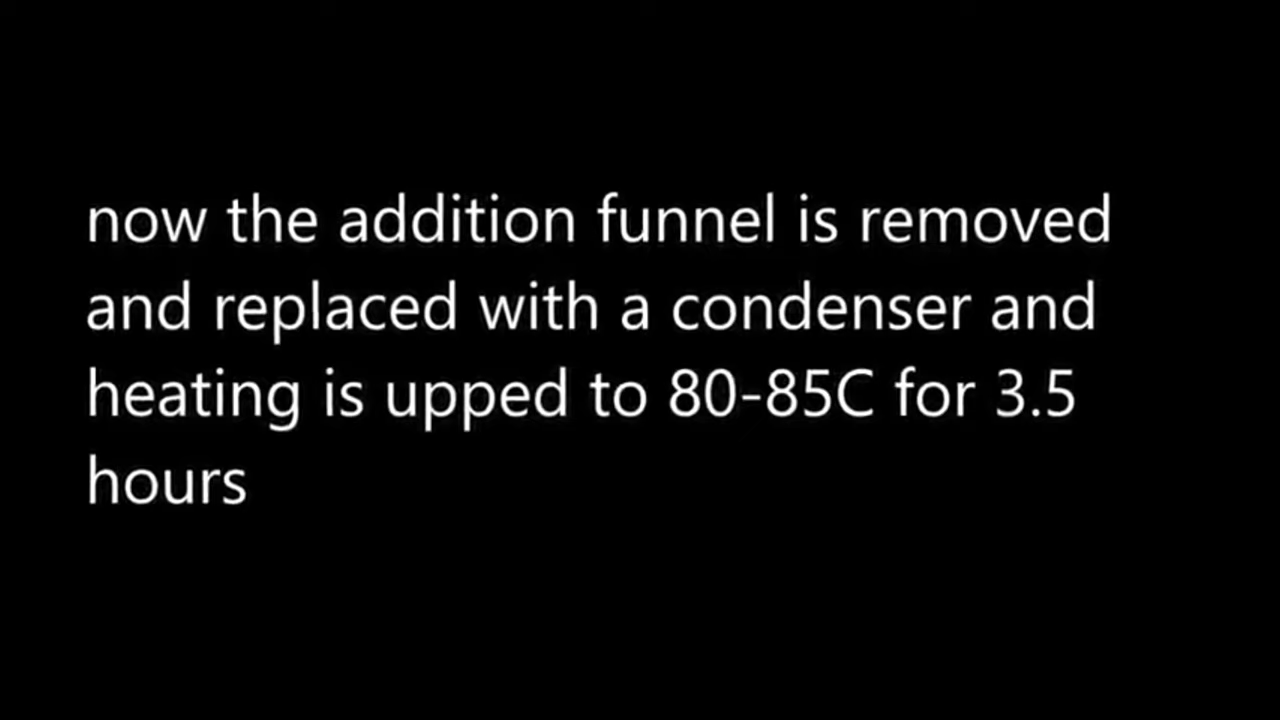 now the addition funnel is removed
and replaced with a condenser and
heating is upped to 80-85C for 3.5
hours